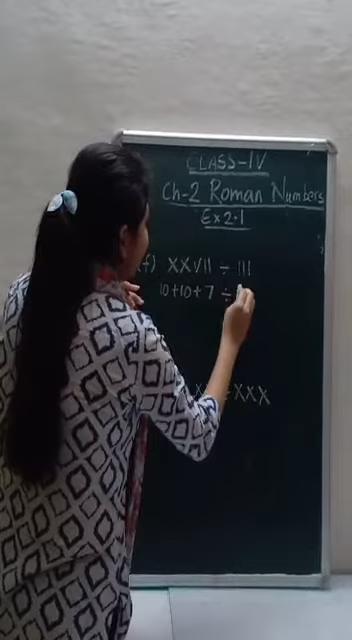 CLASS-IV
Ch-2 Roman Numbers
Ex 2.1
f) XXVII ÷ III
10+10+7 ÷
÷ XXX